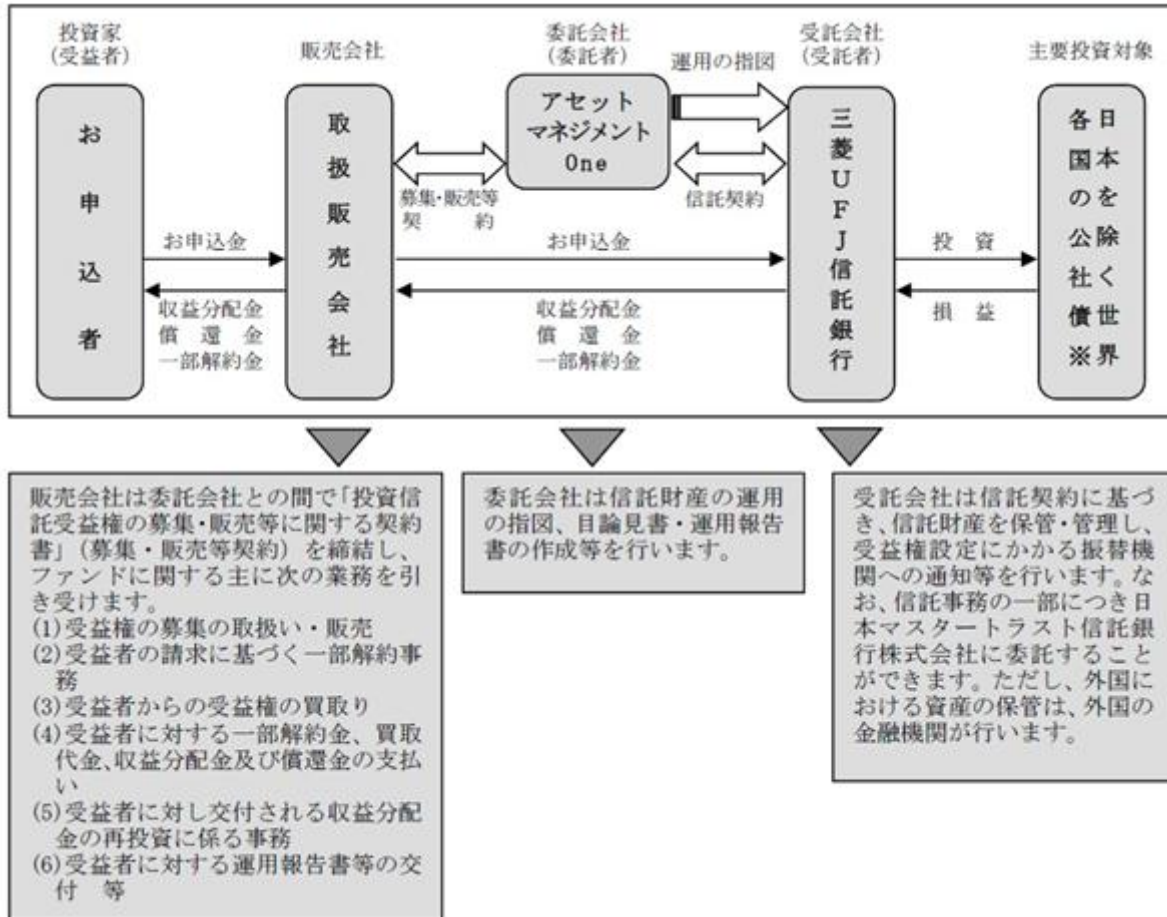 投資家
(受益者)
販売会社
委託会社
(委託者)
受託会社
(受託者)
主要投資対象
運用の指図
お申込者
取扱販売会社
アセット
マネジメント
One
三菱UFJ信託銀行
日本を除く世界
各国の公社債※
募集・販売等
契 約
信託契約
お申込金
お申込金
投 資
収益分配金
償 還 金
一部解約金
収益分配金
償 還 金
一部解約金
損 益
販売会社は委託会社との間で「投資信
託受益権の募集・販売等に関する契約
書」(募集・販売等契約)を締結し、
ファンドに関する主に次の業務を引
き受けます。
(1)受益権の募集の取扱い・販売
(2)受益者の請求に基づく一部解約事
務
(3)受益者からの受益権の買取り
(4)受益者に対する一部解約金、買取
代金、収益分配金及び償還金の支払
い
(5)受益者に対し交付される収益分配
金の再投資に係る事務
(6)受益者に対する運用報告書等の交
付 等
委託会社は信託財産の運用
の指図、目論見書・運用報告
書の作成等を行います。
受託会社は信託契約に基づ
き、信託財産を保管・管理し、
受益権設定にかかる振替機
関への通知等を行います。な
お、信託事務の一部につき日
本マスタートラスト信託銀
行株式会社に委託すること
ができます。ただし、外国に
おける資産の保管は、外国の
金融機関が行います。